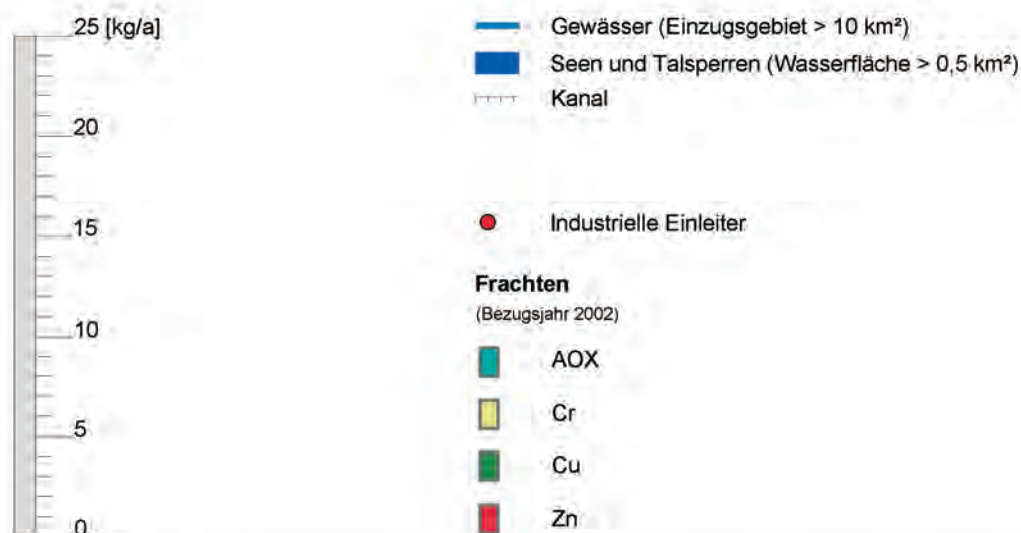 25 [kg/a]
20
15
10
5
0
Gewässer (Einzugsgebiet > 10 km²)
Seen und Talsperren (Wasserfläche > 0,5 km²)
Kanal
Industrielle Einleiter
Frachten
(Bezugsjahr 2002)
AOX
Cr
Cu
Zn